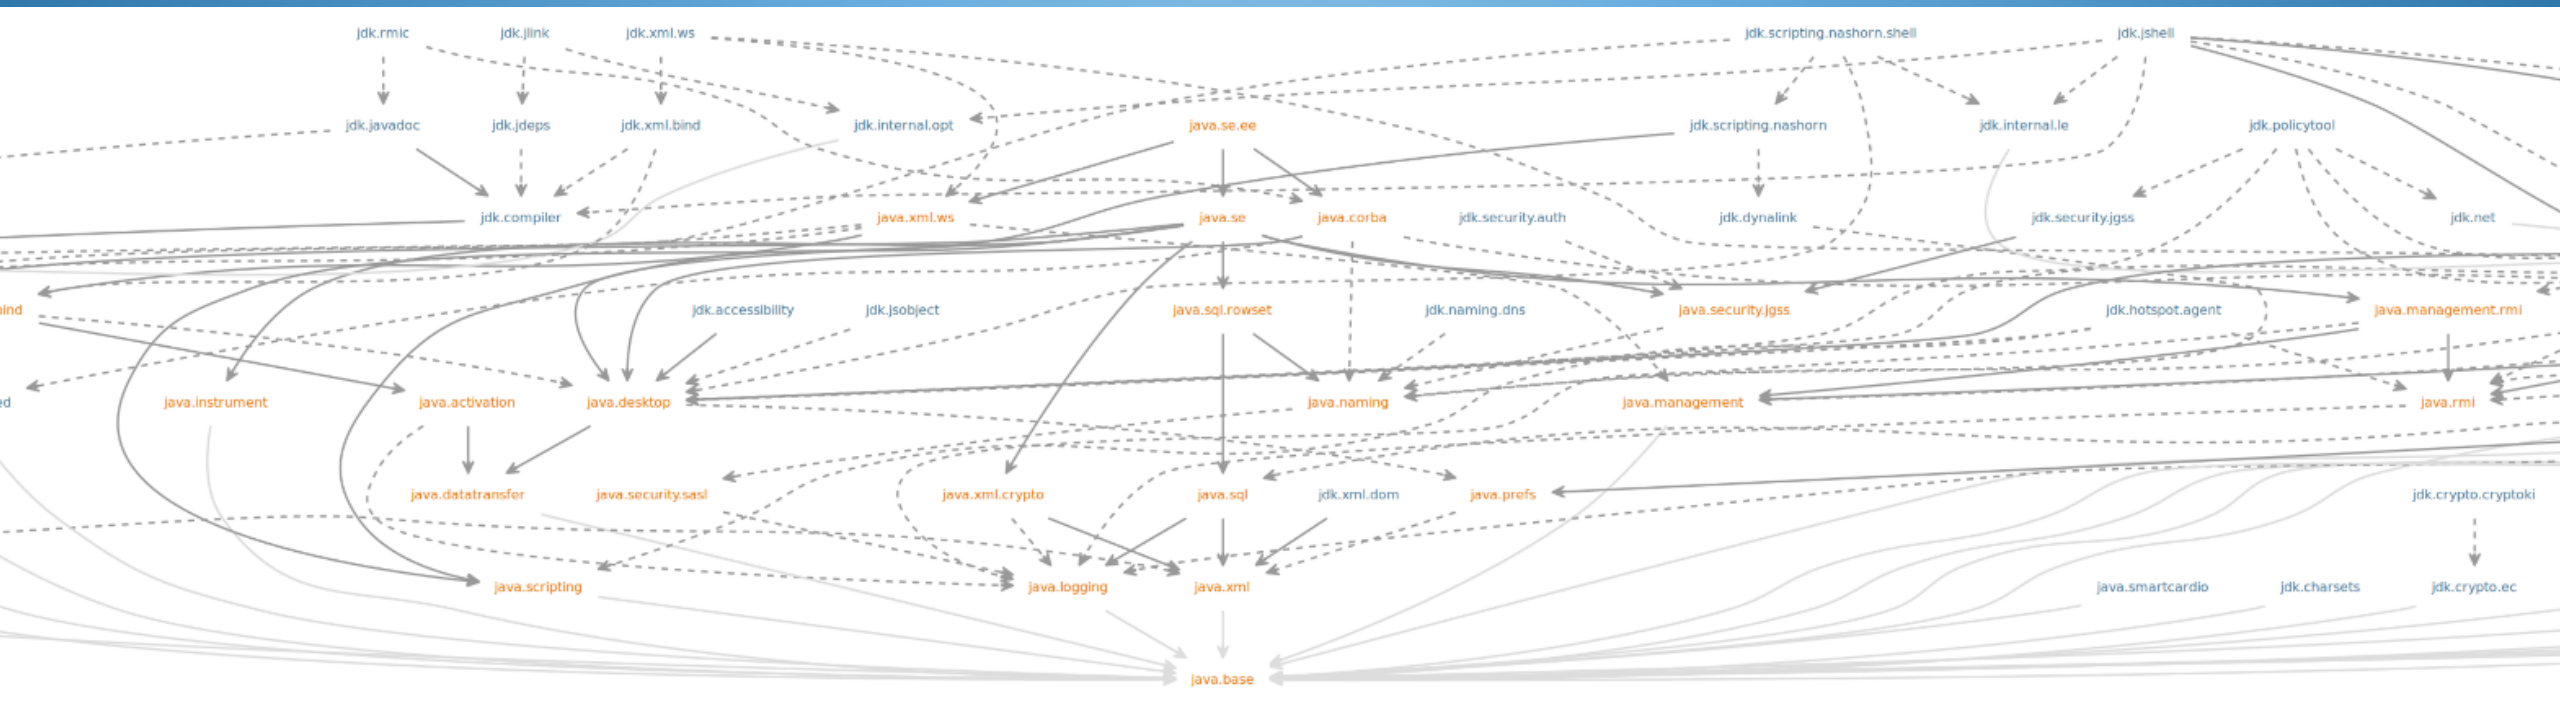 jdk.rmic
jdk.jlink
jdk.xml.ws
jdk.scripting.nashorn.shell
jdk.jshell
jdk.javadoc
jdk.jdeps
jdk.xml.bind
jdk.internal.opt
java.se.ee
jdk.scripting.nashorn
jdk.internal.le
jdk.policytool
jdk.compiler
java.xml.ws
java.se
java.corba
jdk.security.auth
jdk.dynalink
jdk.security.jgss
jdk.net
bind
jdk.accessibility
jdk.jsobject
java.sql.rowset
jdk.naming.dns
java.security.jgss
jdk.hotspot.agent
java.management.rmi
ed
java.instrument
java.activation
java.desktop
java.naming
java.management
java.rmi
java.datatransfer
java.security.sasl
java.xml.crypto
java.sql
jdk.xml.dom
java.prefs
jdk.crypto.cryptoki
java.scripting
java.logging
java.xml
java.smartcardio
jdk.charsets
jdk.crypto.ec
java.base